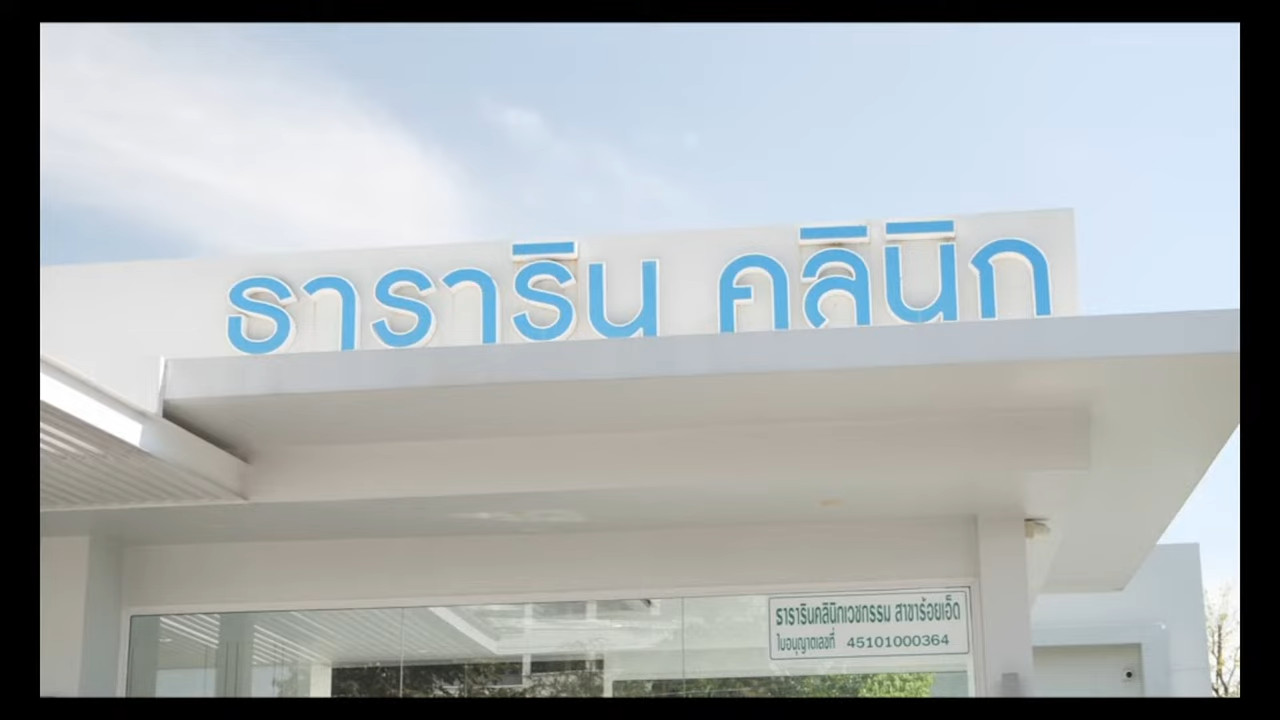 ธาราริน คลินิก
ธารารินคลินิกเวชกรรม สาขาร้อยเอ็ด
ใบอนุญาตเลขที่ 45101000364